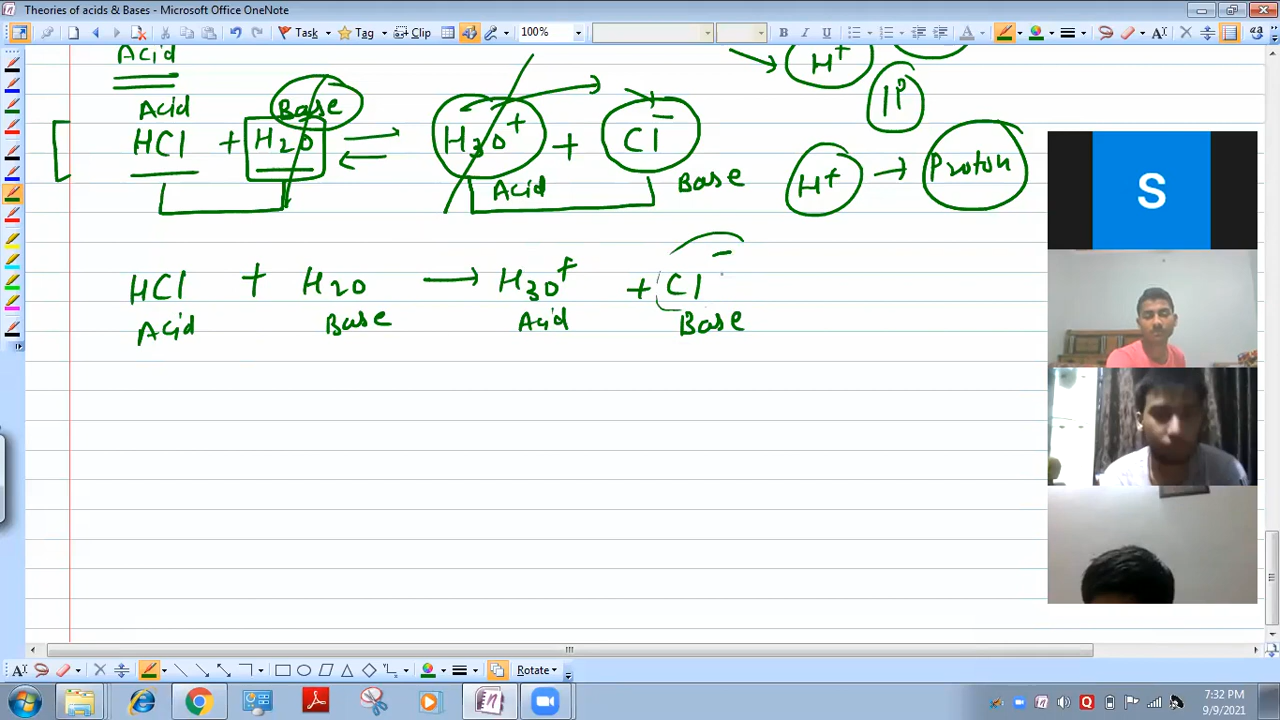 Theories of acids & Bases - Microsoft Office OneNote
Task
Tag
Clip
100%
B I U
Acid
H+
1P
Acid Base
HCl + H2O ⇌ H3O+ + Cl−
Acid Base
H+ → Proton
HCl + H2O → H3O+ + Cl−
Acid Base Acid Base
S
Rotate
7:32 PM
9/9/2021